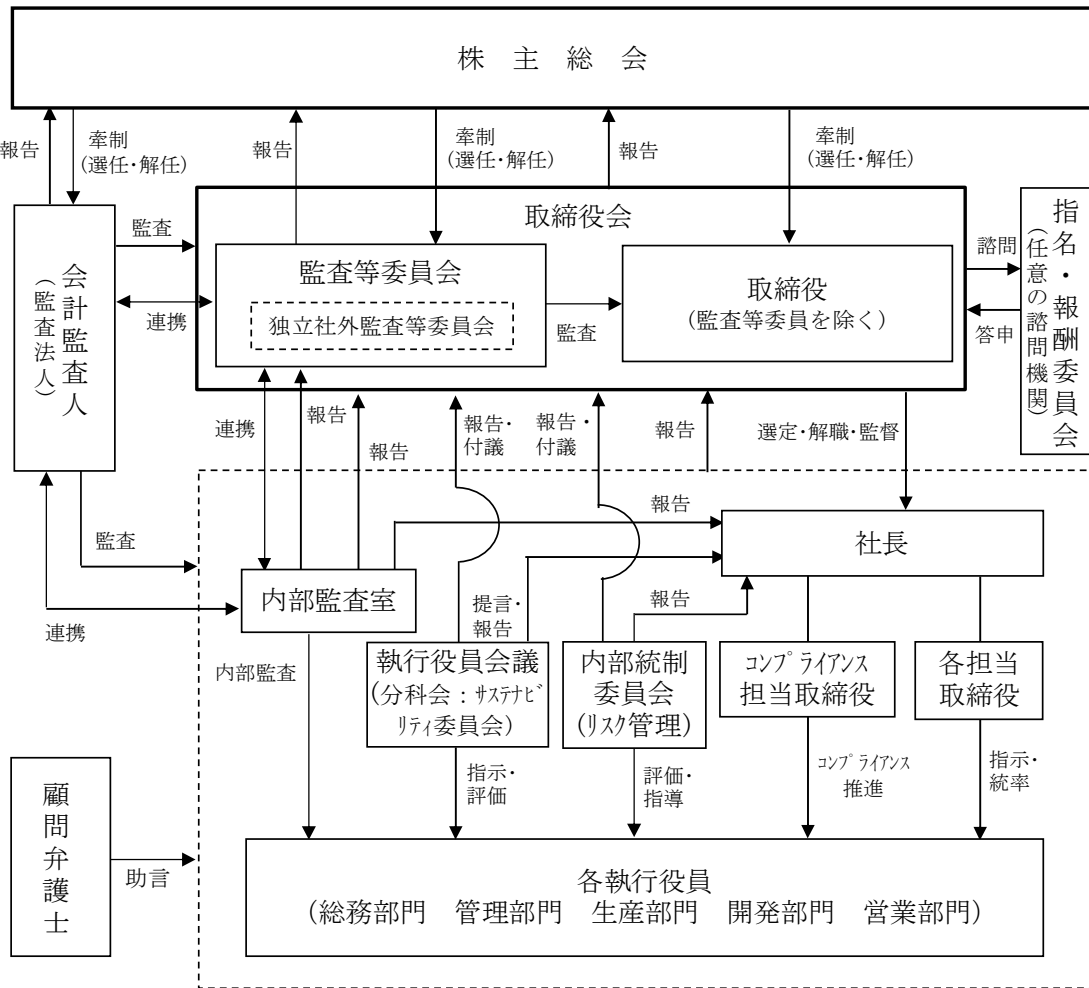 株主総会
報告
牽制
(選任・解任)
報告
牽制
(選任・解任)
報告
牽制
(選任・解任)
会計監査人
(監査法人)
監査
連携
取締役会
監査等委員会
独立社外監査等委員会
監査
取締役
(監査等委員を除く)
諮問
答申
指名・報酬委員会
(任意の諮問機関)
連携
報告
報告
報告・
付議
報告・
付議
報告
選定・解職・監督
監査
連携
報告
社長
内部監査室
提言・
報告
報告
内部監査
執行役員会議
(分科会:サステナビ
リティ委員会)
内部統制
委員会
(リスク管理)
コンプライアンス
担当取締役
各担当
取締役
指示・
評価
評価・
指導
コンプライアンス
推進
指示・
統率
顧問弁護士
助言
各執行役員
(総務部門 管理部門 生産部門 開発部門 営業部門)